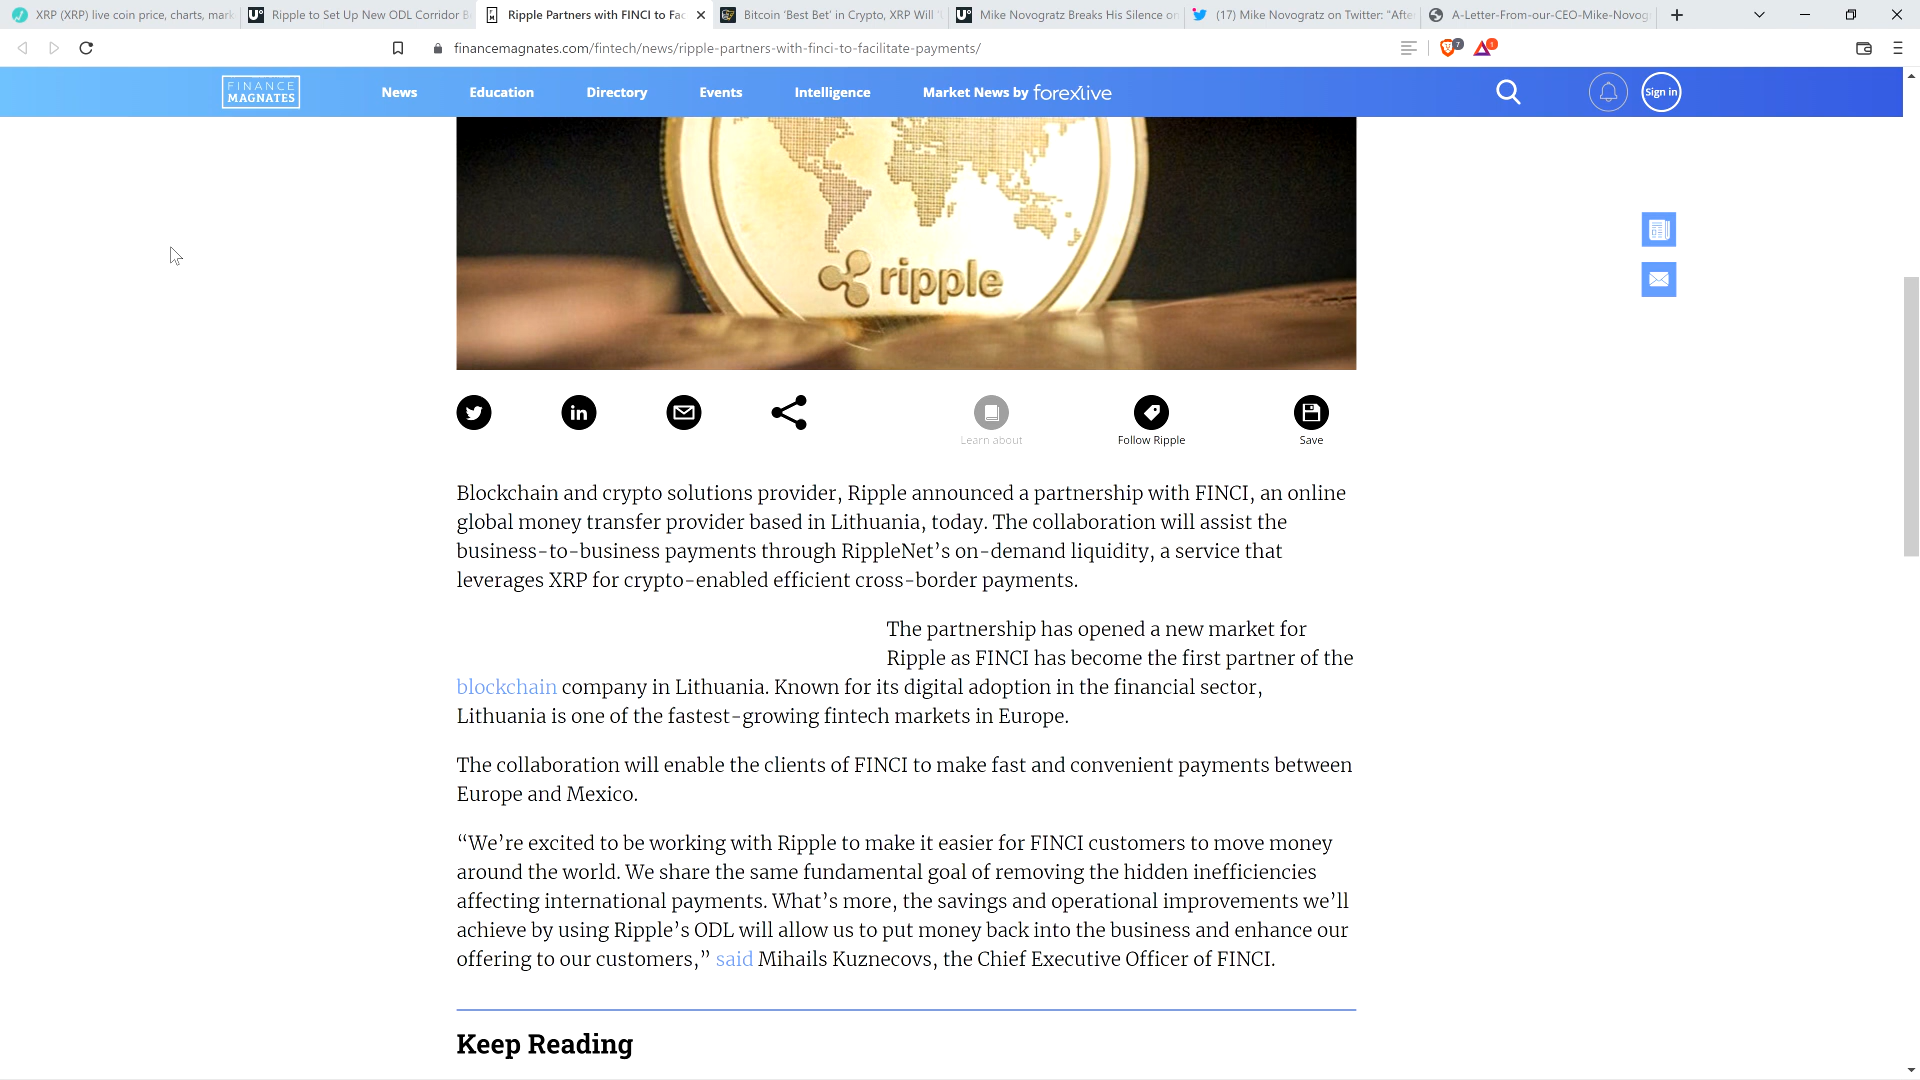 XRP (XRP) live coin price, charts, mark
Ripple to Set Up New ODL Corridor B
Ripple Partners with FINCI to Fac
Bitcoin 'Best Bet' in Crypto, XRP Will '
Mike Novogratz Breaks His Silence on
(17) Mike Novogratz on Twitter: "Afte
A-Letter-From-our-CEO-Mike-Novog
financemagnates.com/fintech/news/ripple-partners-with-finci-to-facilitate-payments/
7
1
FINANCE
MAGNATES
News
Education
Directory
Events
Intelligence
Market News by forexlive
Sign in
ripple
Learn about
Follow Ripple
Save
Blockchain and crypto solutions provider, Ripple announced a partnership with FINCI, an online
global money transfer provider based in Lithuania, today. The collaboration will assist the
business-to-business payments through RippleNet’s on-demand liquidity, a service that
leverages XRP for crypto-enabled efficient cross-border payments.
The partnership has opened a new market for
Ripple as FINCI has become the first partner of the
blockchain company in Lithuania. Known for its digital adoption in the financial sector,
Lithuania is one of the fastest-growing fintech markets in Europe.
The collaboration will enable the clients of FINCI to make fast and convenient payments between
Europe and Mexico.
“We’re excited to be working with Ripple to make it easier for FINCI customers to move money
around the world. We share the same fundamental goal of removing the hidden inefficiencies
affecting international payments. What’s more, the savings and operational improvements we’ll
achieve by using Ripple’s ODL will allow us to put money back into the business and enhance our
offering to our customers,” said Mihails Kuznecovs, the Chief Executive Officer of FINCI.
Keep Reading